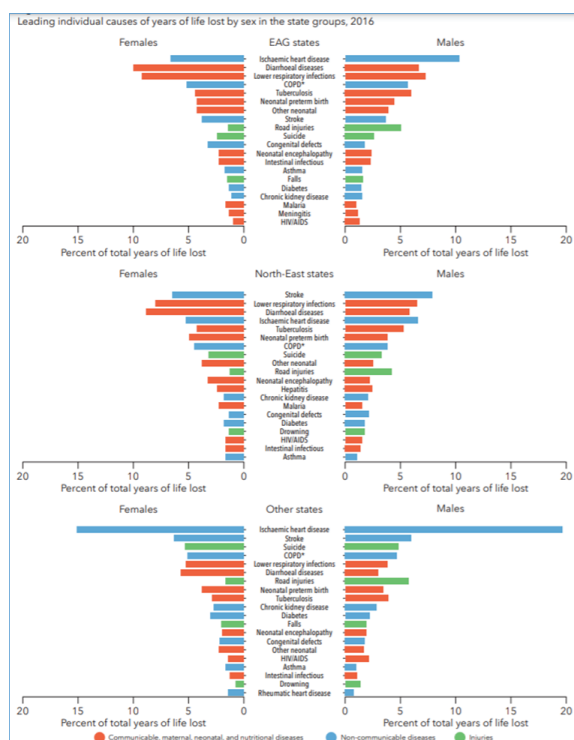 Leading individual causes of years of life lost by sex in the state groups, 2016
Females EAG states Males
Ischaemic heart disease
Diarrhoeal diseases
Lower respiratory infections
COPD*
Tuberculosis
Neonatal preterm birth
Other neonatal
Stroke
Road injuries
Suicide
Congenital defects
Neonatal encephalopathy
Intestinal infectious
Asthma
Falls
Diabetes
Chronic kidney disease
Malaria
Meningitis
HIV/AIDS
20 15 10 5 0 0 5 10 15 20
Percent of total years of life lost Percent of total years of life lost
Females North-East states Males
Stroke
Lower respiratory infections
Diarrhoeal diseases
Ischaemic heart disease
Tuberculosis
Neonatal preterm birth
COPD*
Suicide
Other neonatal
Road injuries
Neonatal encephalopathy
Hepatitis
Chronic kidney disease
Malaria
Congenital defects
Diabetes
Drowning
HIV/AIDS
Intestinal infectious
Asthma
20 15 10 5 0 0 5 10 15 20
Percent of total years of life lost Percent of total years of life lost
Females Other states Males
Ischaemic heart disease
Stroke
Suicide
COPD*
Lower respiratory infections
Diarrhoeal diseases
Road injuries
Neonatal preterm birth
Tuberculosis
Chronic kidney disease
Diabetes
Falls
Neonatal encephalopathy
Congenital defects
Other neonatal
HIV/AIDS
Asthma
Intestinal infectious
Drowning
Rheumatic heart disease
20 15 10 5 0 0 5 10 15 20
Percent of total years of life lost Percent of total years of life lost
Communicable, maternal, neonatal, and nutritional diseases Non-communicable diseases Injuries